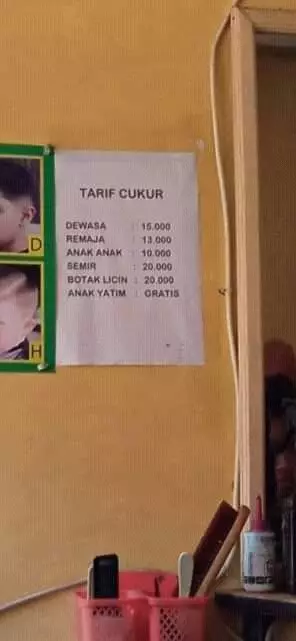 TARIF CUKUR
DEWASA : 15.000
REMAJA : 13.000
ANAK ANAK : 10.000
SEMIR : 20.000
BOTAK LICIN : 20.000
ANAK YATIM : GRATIS
D
H